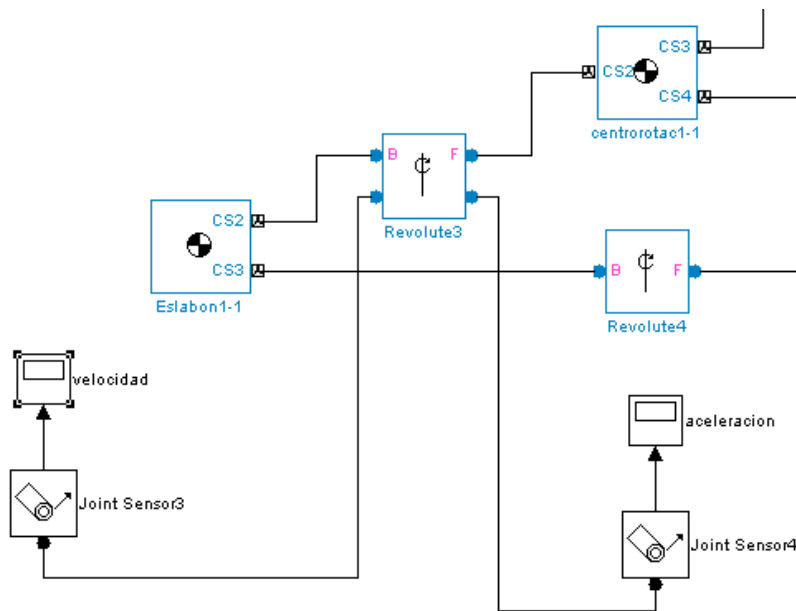 CS3
CS2
CS4
centrorotac1-1
B F
Revolute3
CS2
CS3
Eslabon1-1
B F
Revolute4
velocidad
aceleracion
Joint Sensor3
Joint Sensor4